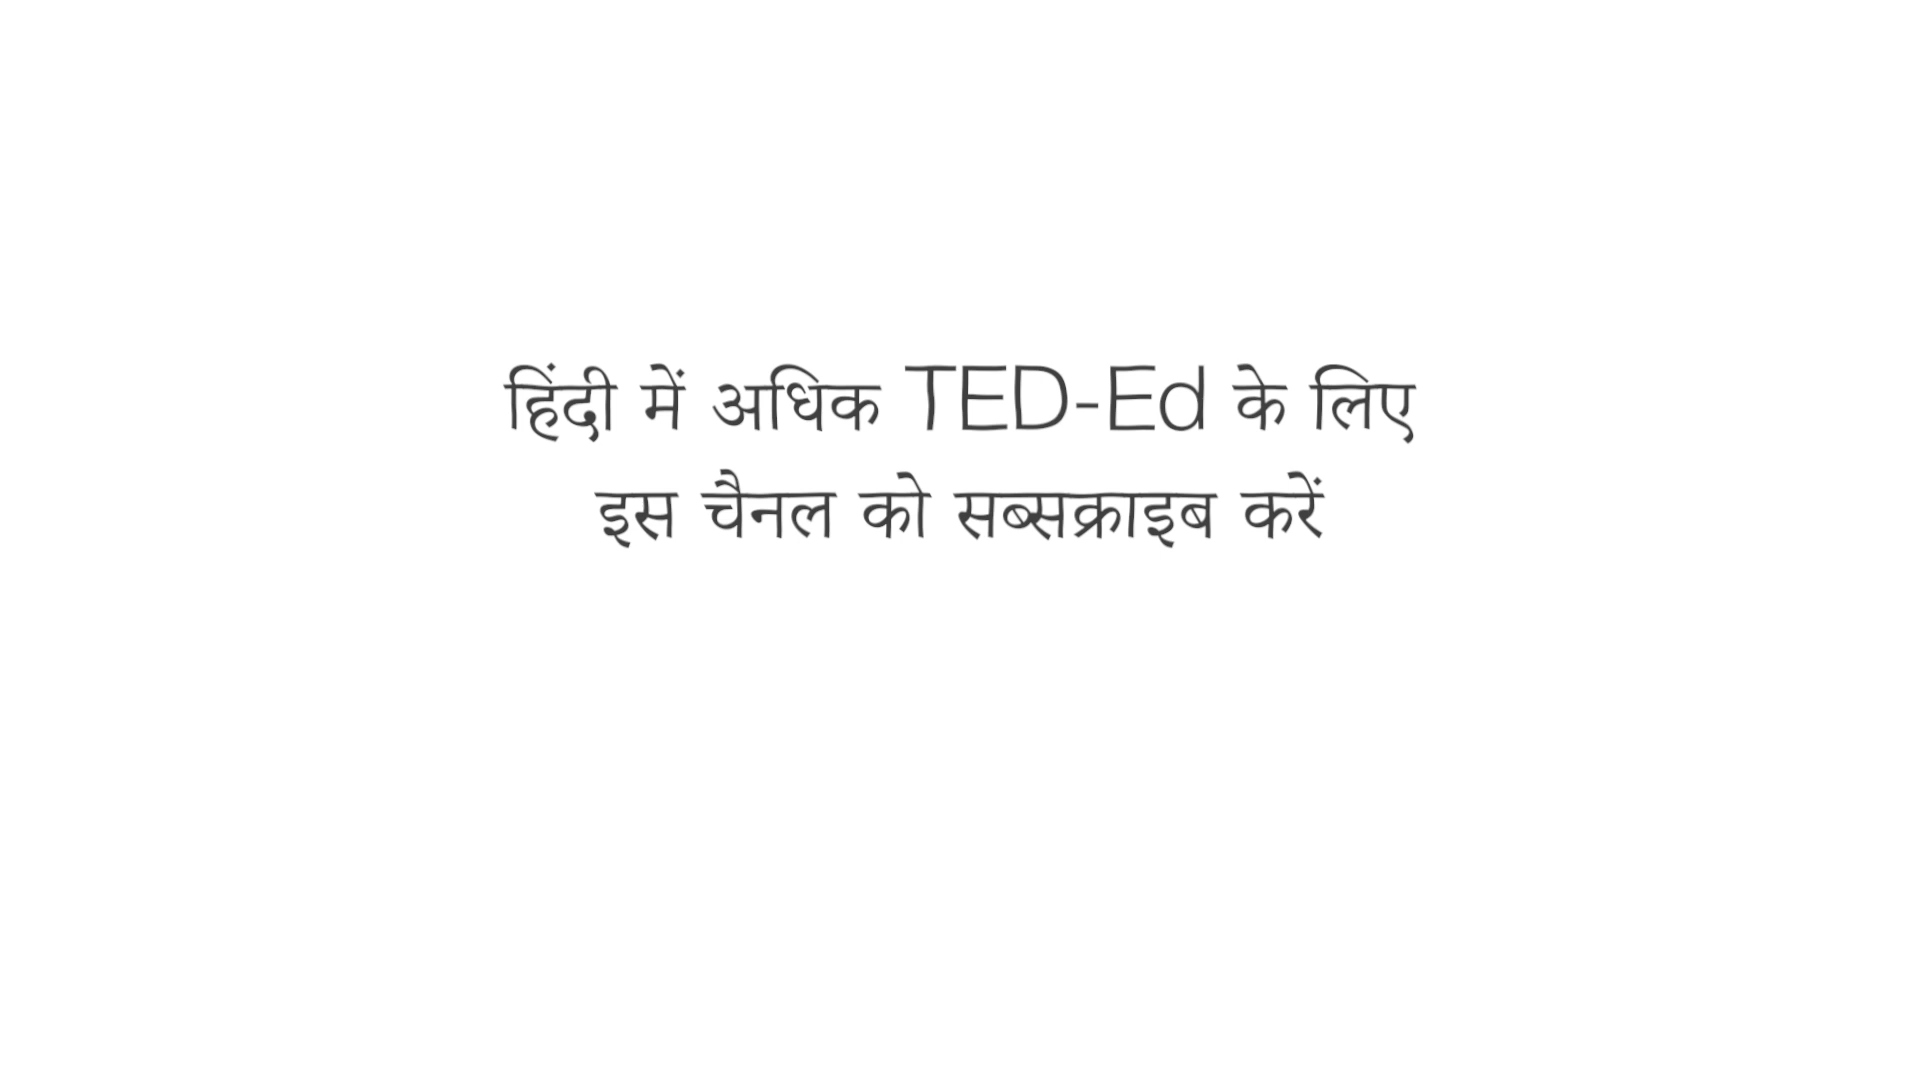 हिंदी में अधिक TED-Ed के लिए
इस चैनल को सब्सक्राइब करें